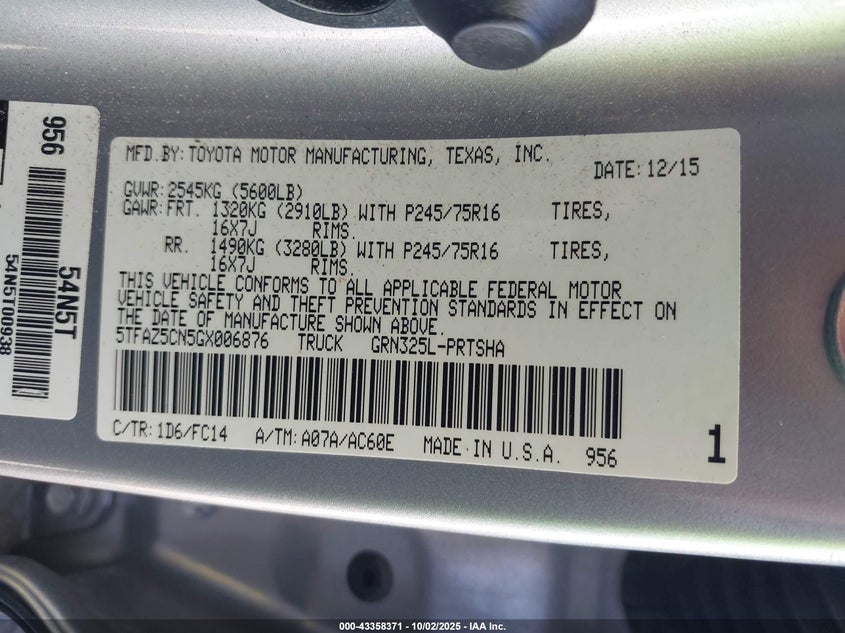 MFD.BY:TOYOTA MOTOR MANUFACTURING, TEXAS, INC. DATE:12/15
GVWR:2545KG (5600LB)
GAWR:FRT. 1320KG (2910LB) WITH P245/75R16 TIRES,
16X7J RIMS.
RR. 1490KG (3280LB) WITH P245/75R16 TIRES,
16X7J RIMS.
THIS VEHICLE CONFORMS TO ALL APPLICABLE FEDERAL MOTOR
VEHICLE SAFETY AND THEFT PREVENTION STANDARDS IN EFFECT ON
THE DATE OF MANUFACTURE SHOWN ABOVE.
5TFAZ5CN5GX006876 TRUCK GRN325L-PRTSHA
C/TR:1D6/FC14 A/TM:A07A/AC60E MADE IN U.S.A. 956 1
956
54N5T
54N5T00938
000-43358371 - 10/02/2025 - IAA Inc.